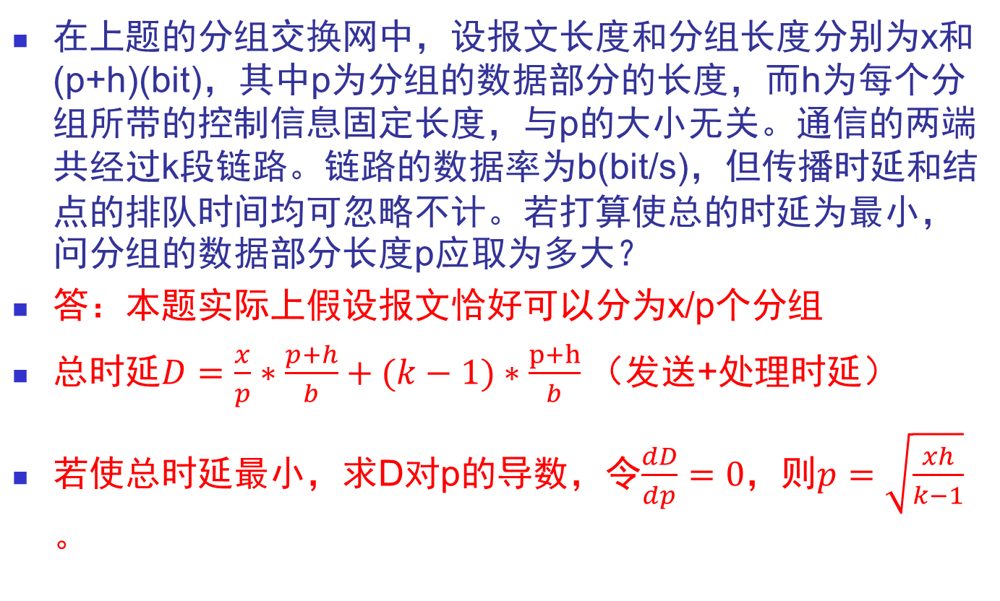 ■ 在上题的分组交换网中，设报文长度和分组长度分别为x和
(p+h)(bit)，其中p为分组的数据部分的长度，而h为每个分
组所带的控制信息固定长度，与p的大小无关。通信的两端
共经过k段链路。链路的数据率为b(bit/s)，但传播时延和结
点的排队时间均可忽略不计。若打算使总的时延为最小，
问分组的数据部分长度p应取为多大？
■ 答：本题实际上假设报文恰好可以分为x/p个分组
■ 总时延$D = \frac{x}{p} * \frac{p+h}{b} + (k - 1) * \frac{\mathrm{p+h}}{b}$（发送+处理时延）
■ 若使总时延最小，求D对p的导数，令$\frac{dD}{dp} = 0$，则$p = \sqrt{\frac{xh}{k-1}}$
。